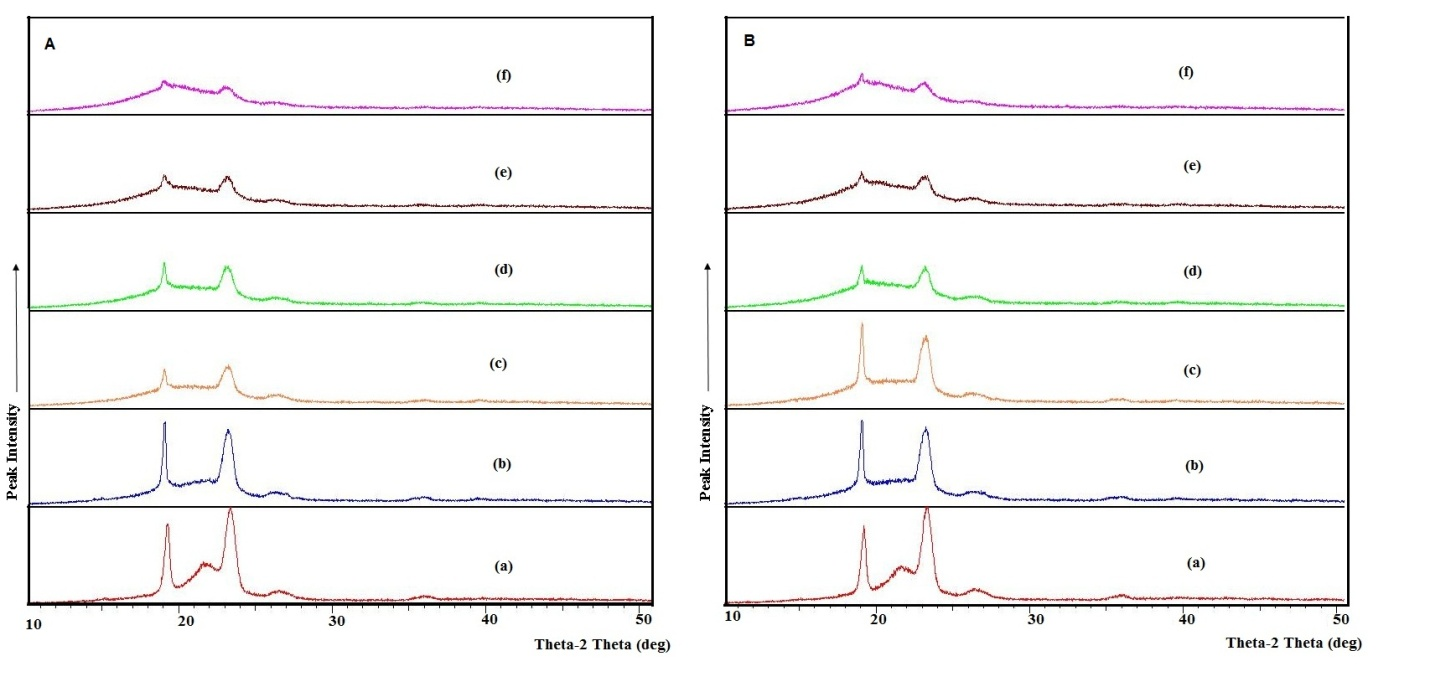 A
(f)
(e)
(d)
(c)
(b)
(a)
Peak Intensity
10 20 30 40 50
Theta-2 Theta (deg)
B
(f)
(e)
(d)
(c)
(b)
(a)
Peak Intensity
10 20 30 40 50
Theta-2 Theta (deg)